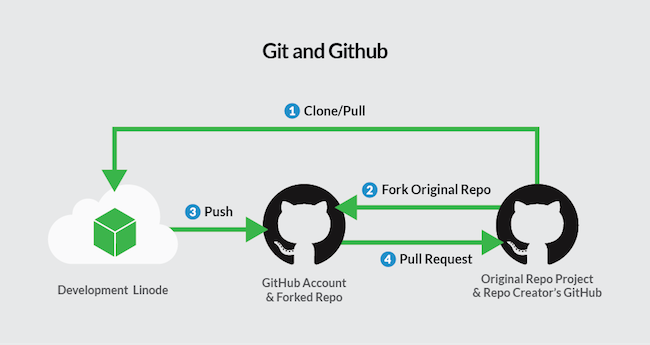 Git and Github
1 Clone/Pull
2 Fork Original Repo
3 Push
4 Pull Request
Development Linode
GitHub Account
& Forked Repo
Original Repo Project
& Repo Creator's GitHub